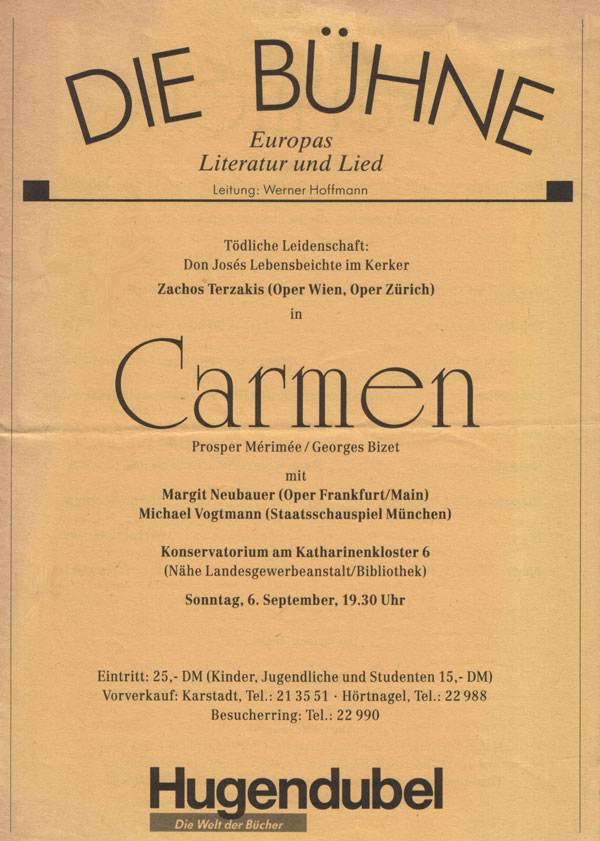 DIE BÜHNE
Europas
Literatur und Lied
Leitung: Werner Hoffmann
Tödliche Leidenschaft:
Don Josés Lebensbeichte im Kerker
Zachos Terzakis (Oper Wien, Oper Zürich)
in
Carmen
Prosper Mérimée / Georges Bizet
mit
Margit Neubauer (Oper Frankfurt/Main)
Michael Vogtmann (Staatsschauspiel München)
Konservatorium am Katharinenkloster 6
(Nähe Landesgewerbeanstalt/Bibliothek)
Sonntag, 6. September, 19.30 Uhr
Eintritt: 25,- DM (Kinder, Jugendliche und Studenten 15,- DM)
Vorverkauf: Karstadt, Tel.: 21 35 51 · Hörtnagel, Tel.: 22 988
Besucherring: Tel.: 22 990
Hugendubel
Die Welt der Bücher